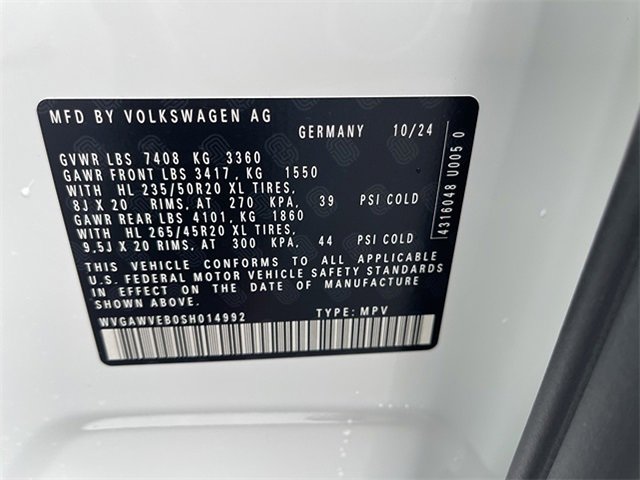 MFD BY VOLKSWAGEN AG
GERMANY 10/24
GVWR LBS 7408 KG 3360
GAWR FRONT LBS 3417, KG 1550
WITH HL 235/50R20 XL TIRES,
8J X 20 RIMS, AT 270 KPA, 39 PSI COLD
GAWR REAR LBS 4101, KG 1860
WITH HL 265/45R20 XL TIRES,
9,5J X 20 RIMS, AT 300 KPA, 44 PSI COLD
THIS VEHICLE CONFORMS TO ALL APPLICABLE
U.S. FEDERAL MOTOR VEHICLE SAFETY STANDARDS
IN EFFECT ON THE DATE OF MANUFACTURE
SHOWN ABOVE.
WVGAWVEB0SH014992 TYPE: MPV
4316048 U005 0